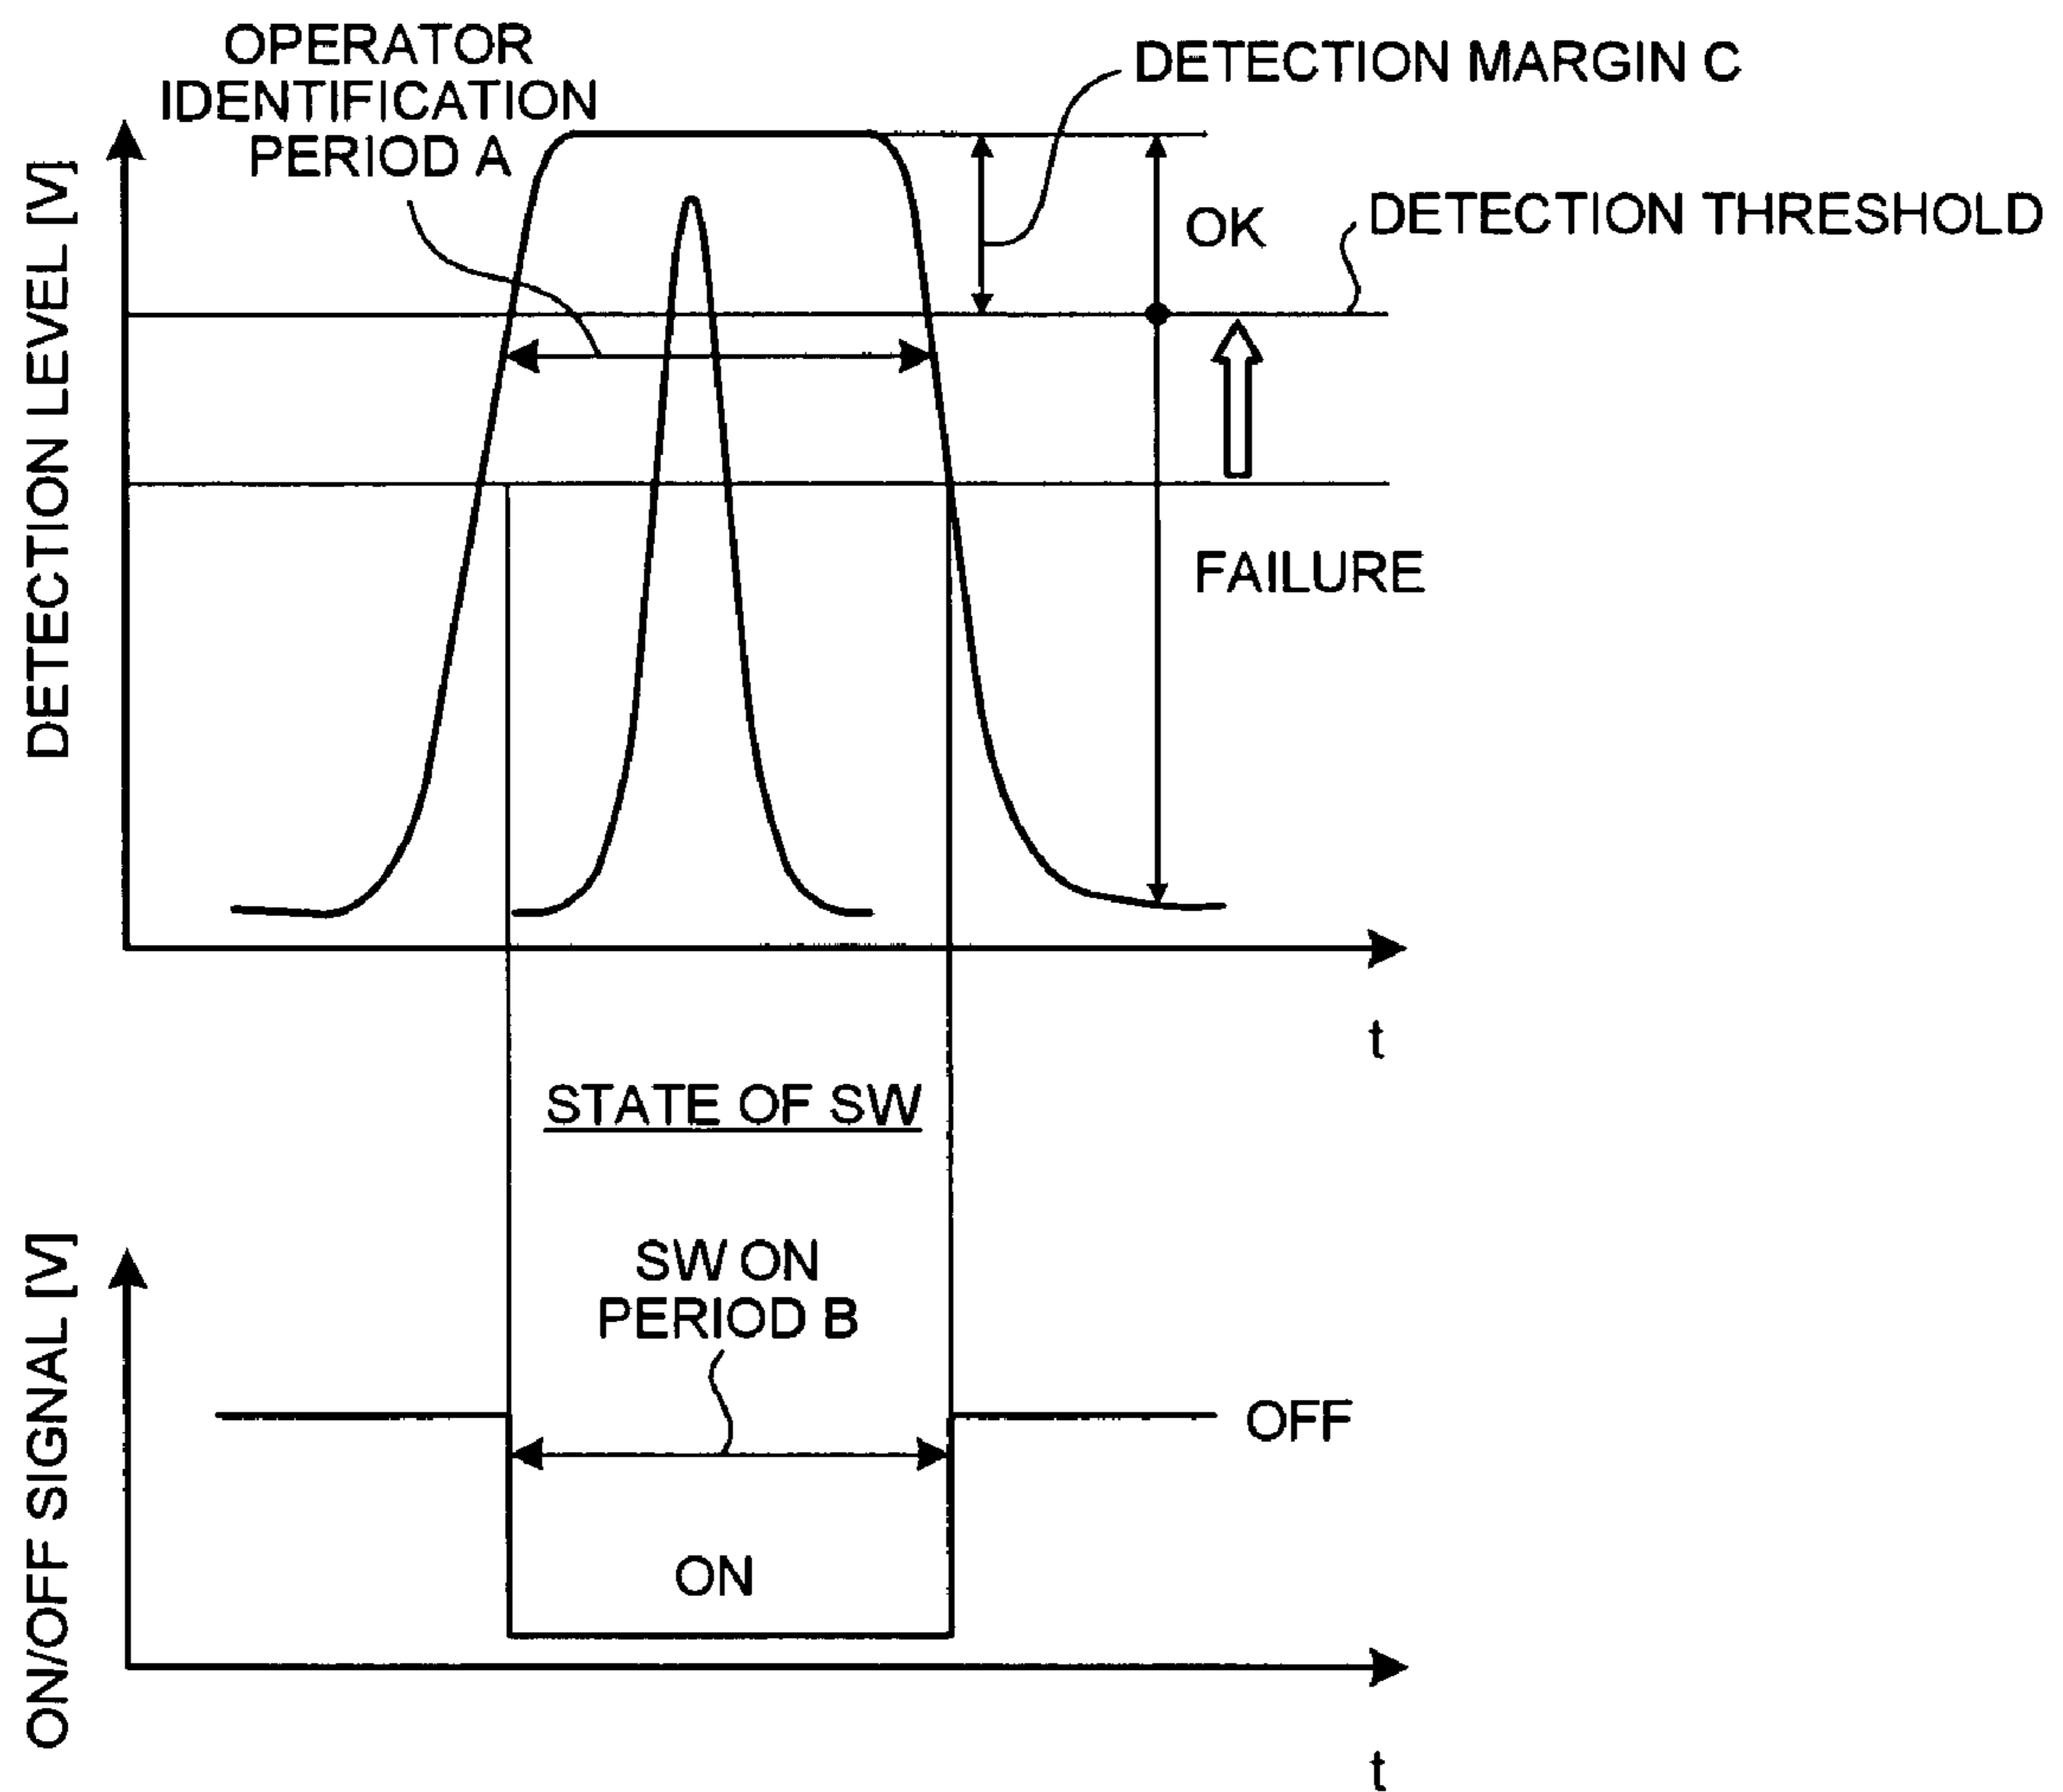 OPERATOR
IDENTIFICATION
PERIOD A
DETECTION MARGIN C
OK
DETECTION THRESHOLD
FAILURE
DETECTION LEVEL [V]
t
STATE OF SW
SW ON
PERIOD B
OFF
ON
ON/OFF SIGNAL [V]
t